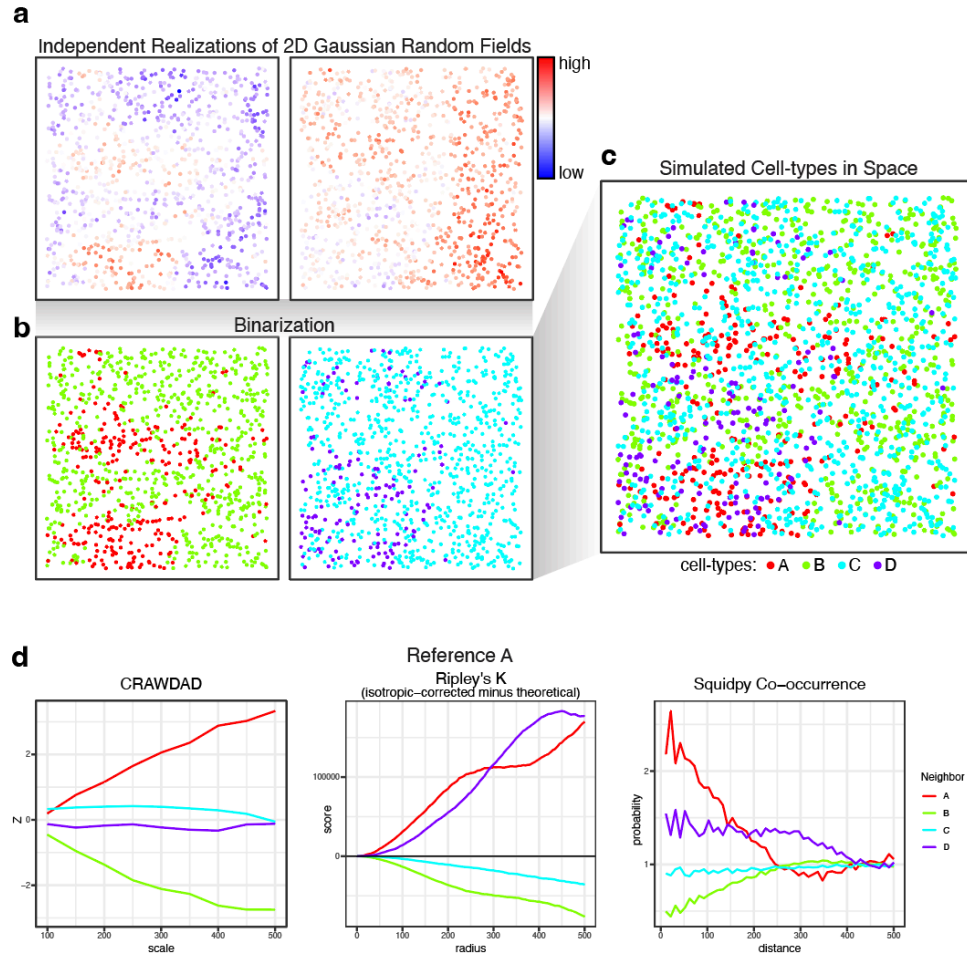 a
Independent Realizations of 2D Gaussian Random Fields
high
low
c
Simulated Cell-types in Space
b
Binarization
cell-types: A B C D
d
Reference A
CRAWDAD
Z
2
0
-2
100
200
300
400
500
scale
Ripley's K
(isotropic-corrected minus theoretical)
score
100000
0
0
100
200
300
400
500
radius
Squidpy Co-occurrence
probability
2
1
0
100
200
300
400
500
distance
Neighbor
A
B
C
D